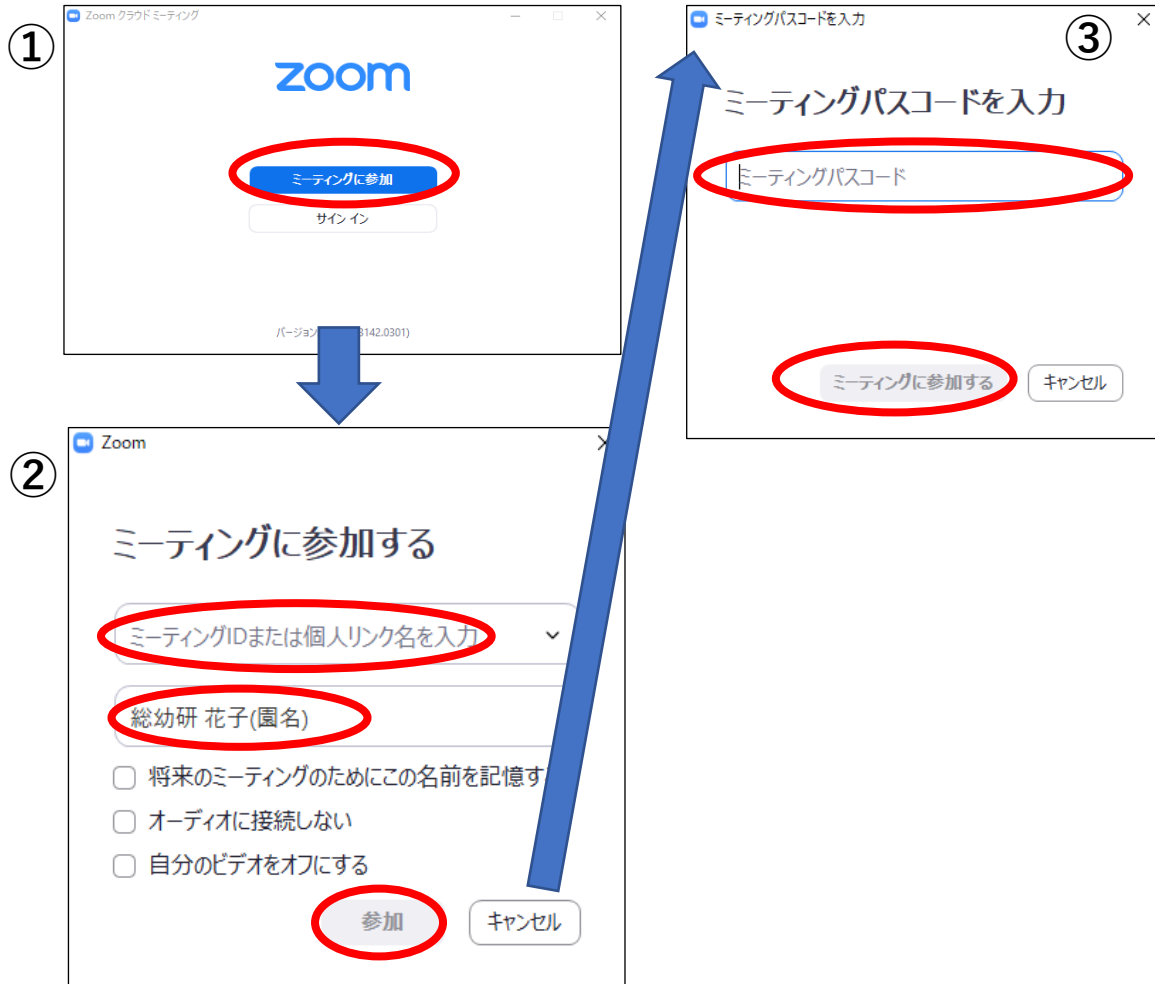 ①
Zoom クラウド ミーティング
zoom
ミーティングに参加
サイン イン
バージョン 3142.0301)
②
Zoom
ミーティングに参加する
ミーティングIDまたは個人リンク名を入力
総幼研 花子(園名)
将来のミーティングのためにこの名前を記憶す
オーディオに接続しない
自分のビデオをオフにする
参加 キャンセル
ミーティングパスコードを入力
③
ミーティングパスコードを入力
ミーティングパスコード
ミーティングに参加する キャンセル